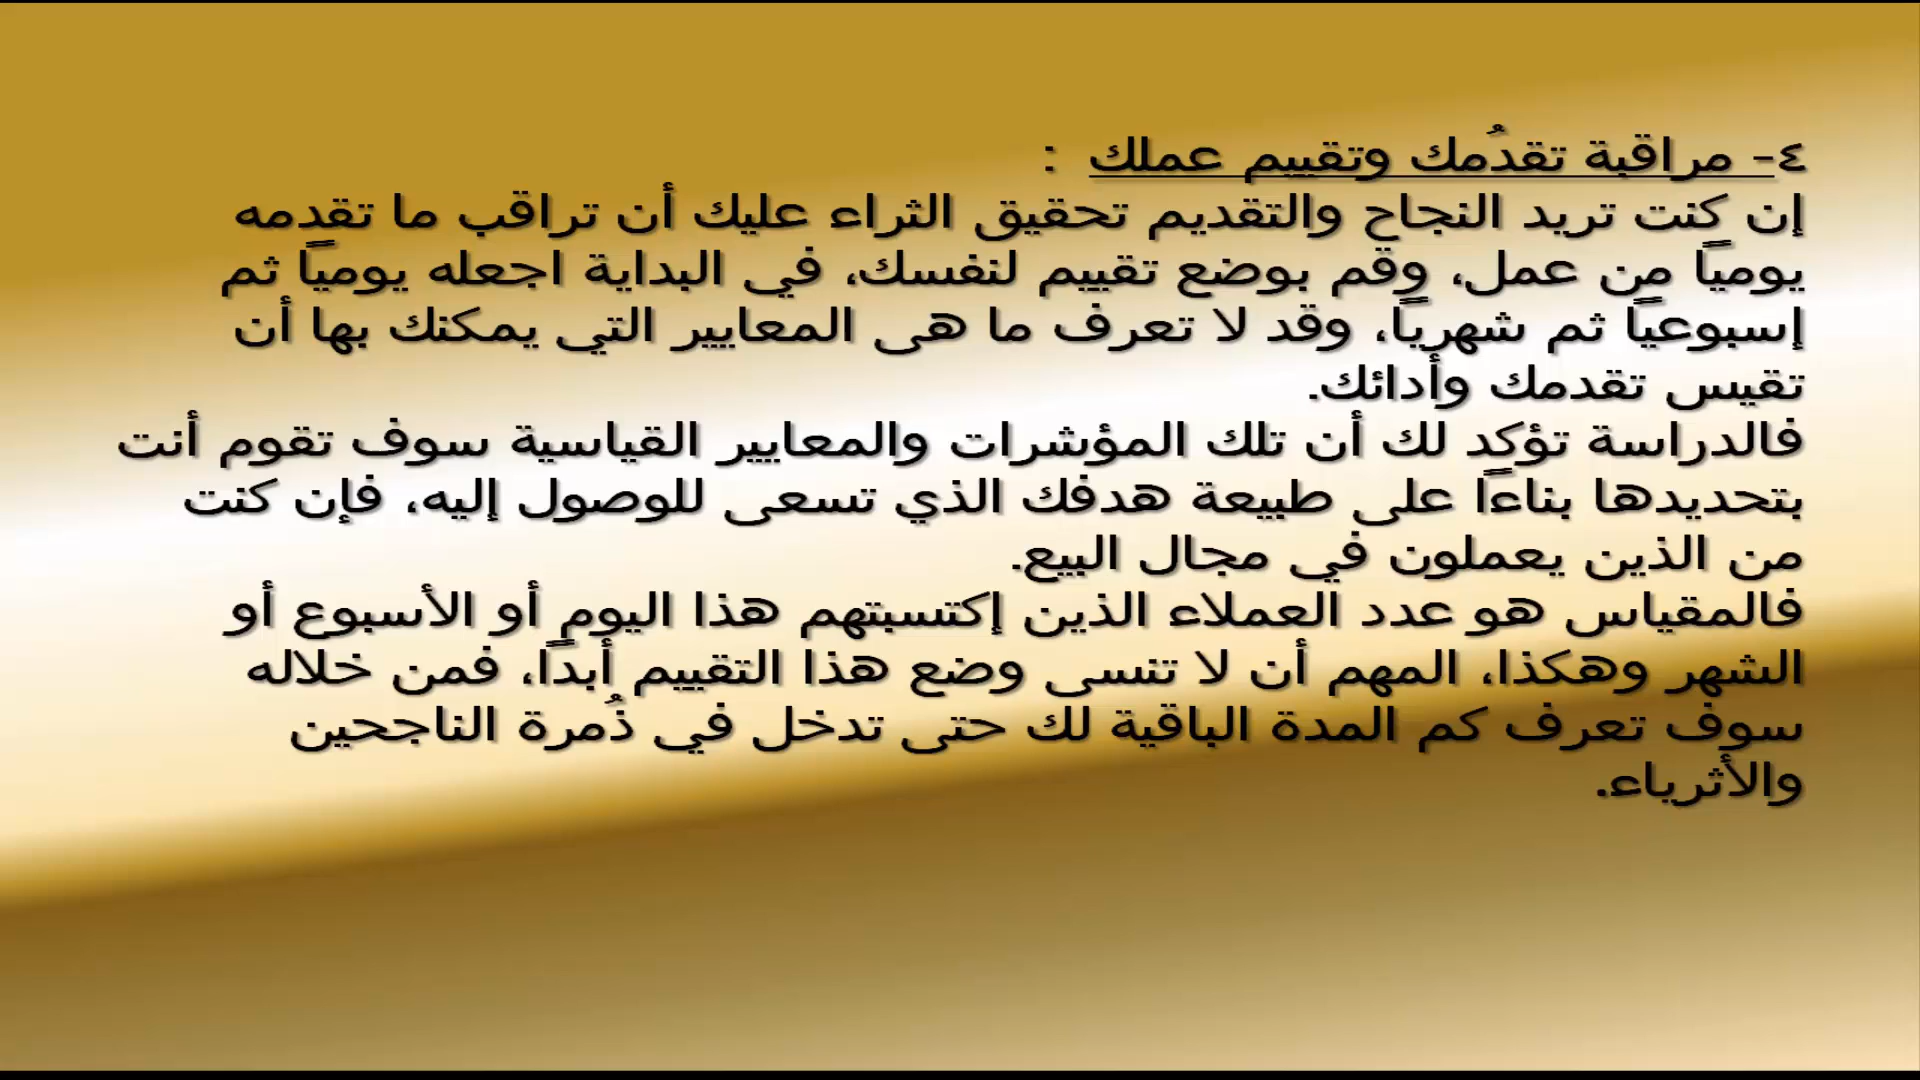 ٤- مراقبة تقدُمك وتقييم عملك :
إن كنت تريد النجاح والتقديم تحقيق الثراء عليك أن تراقب ما تقدمه
يومياً من عمل، وقم بوضع تقييم لنفسك، في البداية اجعله يومياً ثم
إسبوعياً ثم شهرياً، وقد لا تعرف ما هى المعايير التي يمكنك بها أن
تقيس تقدمك وأدائك.
فالدراسة تؤكد لك أن تلك المؤشرات والمعايير القياسية سوف تقوم أنت
بتحديدها بناءاً على طبيعة هدفك الذي تسعى للوصول إليه، فإن كنت
من الذين يعملون في مجال البيع.
فالمقياس هو عدد العملاء الذين إكتسبتهم هذا اليوم أو الأسبوع أو
الشهر وهكذا، المهم أن لا تنسى وضع هذا التقييم أبداً، فمن خلاله
سوف تعرف كم المدة الباقية لك حتى تدخل في ذُمرة الناجحين
والأثرياء.